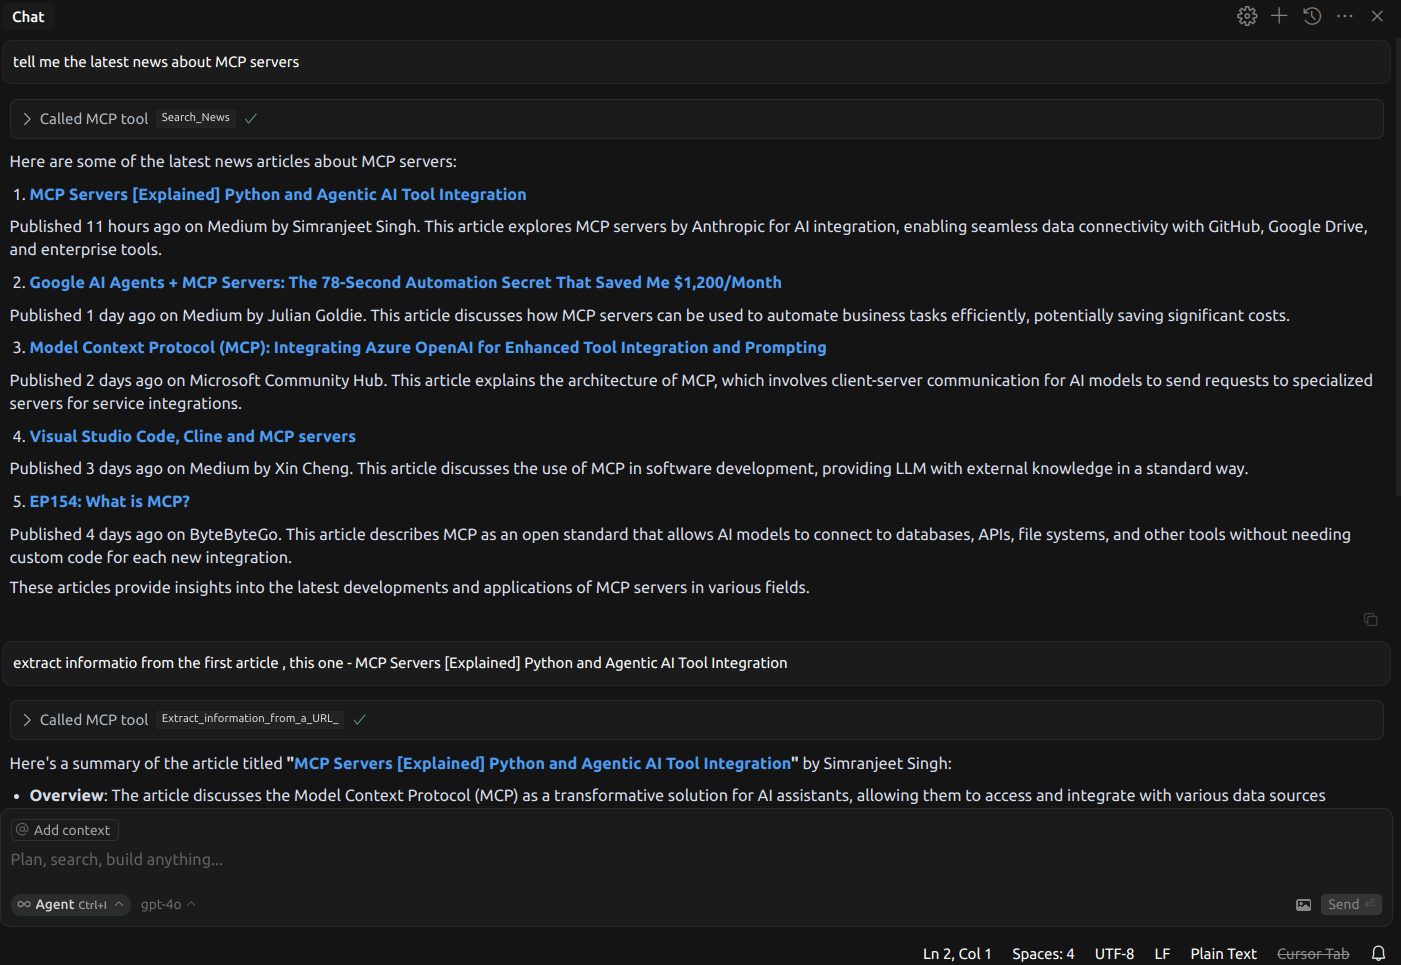 Chat
tell me the latest news about MCP servers
Called MCP tool Search_News
Here are some of the latest news articles about MCP servers:
1. MCP Servers [Explained] Python and Agentic AI Tool Integration
Published 11 hours ago on Medium by Simranjeet Singh. This article explores MCP servers by Anthropic for AI integration, enabling seamless data connectivity with GitHub, Google Drive,
and enterprise tools.
2. Google AI Agents + MCP Servers: The 78-Second Automation Secret That Saved Me $1,200/Month
Published 1 day ago on Medium by Julian Goldie. This article discusses how MCP servers can be used to automate business tasks efficiently, potentially saving significant costs.
3. Model Context Protocol (MCP): Integrating Azure OpenAI for Enhanced Tool Integration and Prompting
Published 2 days ago on Microsoft Community Hub. This article explains the architecture of MCP, which involves client-server communication for AI models to send requests to specialized
servers for service integrations.
4. Visual Studio Code, Cline and MCP servers
Published 3 days ago on Medium by Xin Cheng. This article discusses the use of MCP in software development, providing LLM with external knowledge in a standard way.
5. EP154: What is MCP?
Published 4 days ago on ByteByteGo. This article describes MCP as an open standard that allows AI models to connect to databases, APIs, file systems, and other tools without needing
custom code for each new integration.
These articles provide insights into the latest developments and applications of MCP servers in various fields.
extract informatio from the first article , this one - MCP Servers [Explained] Python and Agentic AI Tool Integration
Called MCP tool Extract_information_from_a_URL_
Here's a summary of the article titled "MCP Servers [Explained] Python and Agentic AI Tool Integration" by Simranjeet Singh:
• Overview: The article discusses the Model Context Protocol (MCP) as a transformative solution for AI assistants, allowing them to access and integrate with various data sources
@ Add context
Plan, search, build anything...
∞ Agent Ctrl+I gpt-4o Send ⏎
Ln 2, Col 1 Spaces: 4 UTF-8 LF Plain Text Cursor Tab